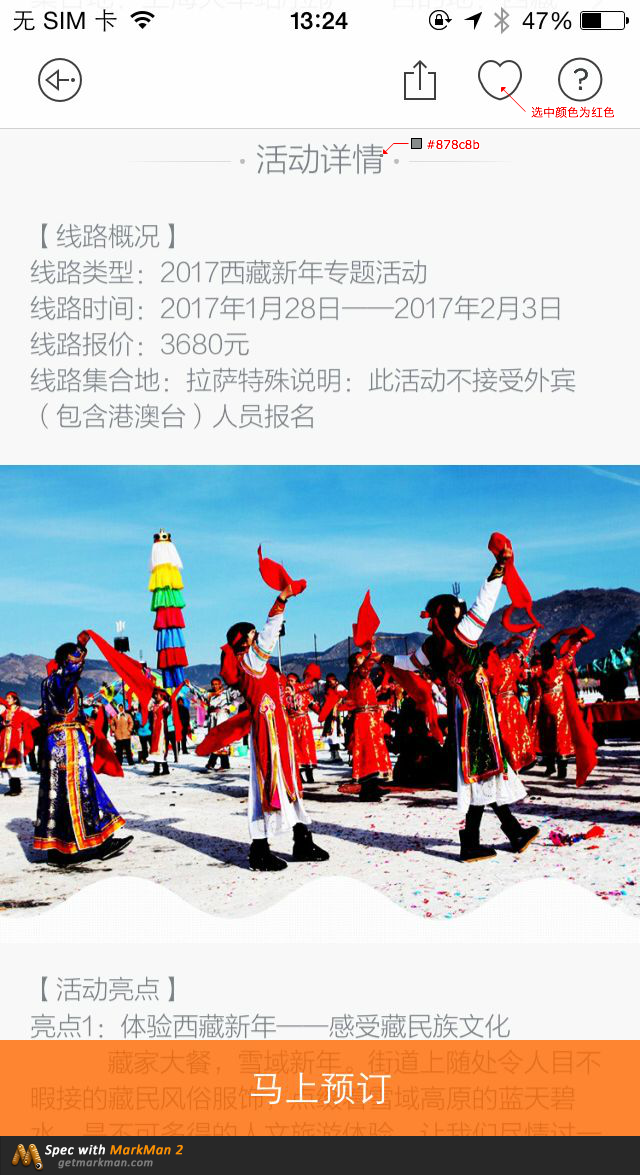 无 SIM 卡
13:24
47%
选中颜色为红色
活动详情
#878c8b
【线路概况】
线路类型：2017西藏新年专题活动
线路时间：2017年1月28日——2017年2月3日
线路报价：3680元
线路集合地：拉萨特殊说明：此活动不接受外宾
（包含港澳台）人员报名
【活动亮点】
亮点1：体验西藏新年——感受藏民族文化
藏家大餐，雪域新年，街道上随处令人目不
暇接的藏民风俗服饰
雪域高原的蓝天碧
马上预订
水，是不可多得的人文旅游体验，让我们尽情过一
Spec with MarkMan 2
getmarkman.com